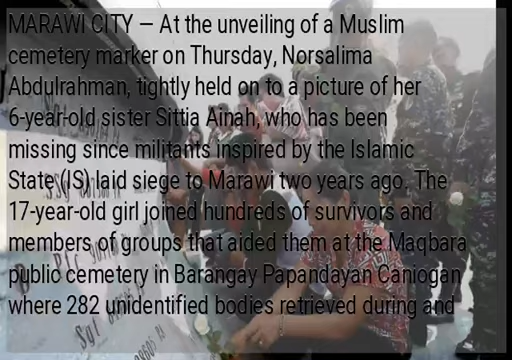 MARAWI CITY — At the unveiling of a Muslim
cemetery marker on Thursday, Norsalima
Abdulrahman, tightly held on to a picture of her
6-year-old sister Sittia Ainah, who has been
missing since militants inspired by the Islamic
State (IS) laid siege to Marawi two years ago. The
17-year-old girl joined hundreds of survivors and
members of groups that aided them at the Maqbara
public cemetery in Barangay Papandayan Caniogan
where 282 unidentified bodies retrieved during and